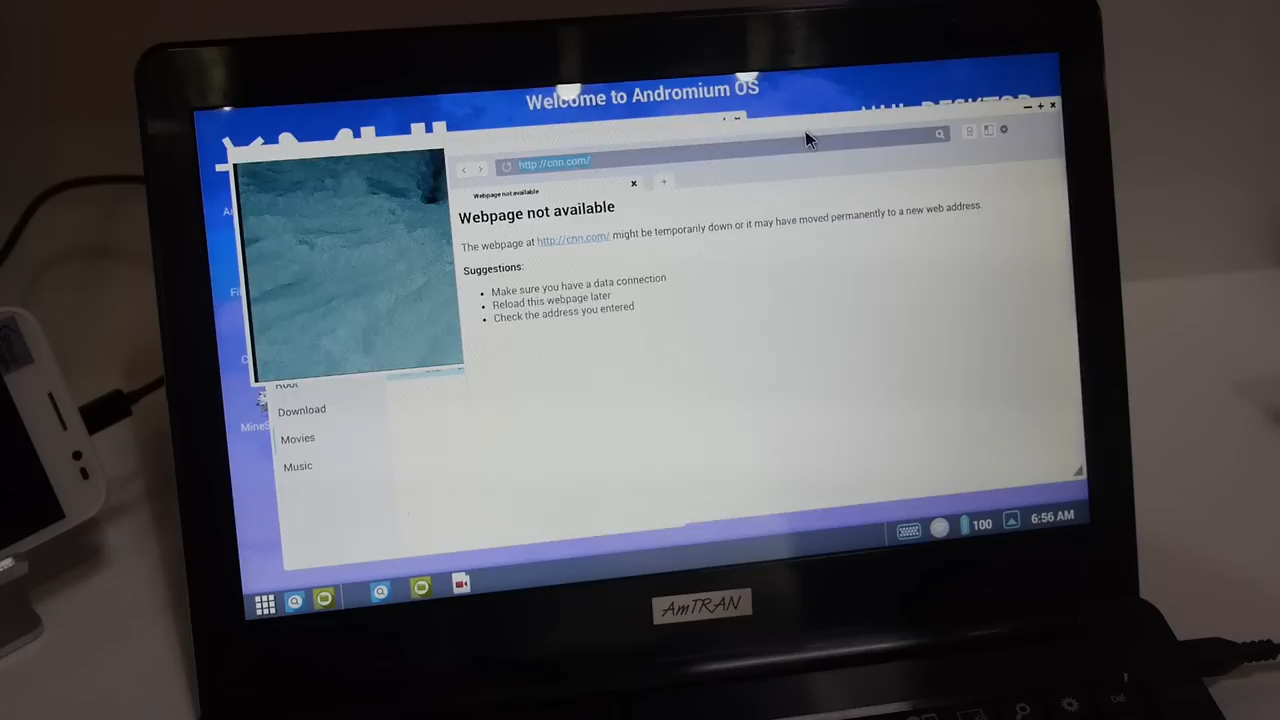 Welcome to Andromium OS
http://cnn.com/
Webpage not available
Webpage not available
The webpage at http://cnn.com/ might be temporarily down or it may have moved permanently to a new web address.
Suggestions:
• Make sure you have a data connection
• Reload this webpage later
• Check the address you entered
Root
Download
Movies
Music
MineS
100
6:56 AM
AmTRAN
Del